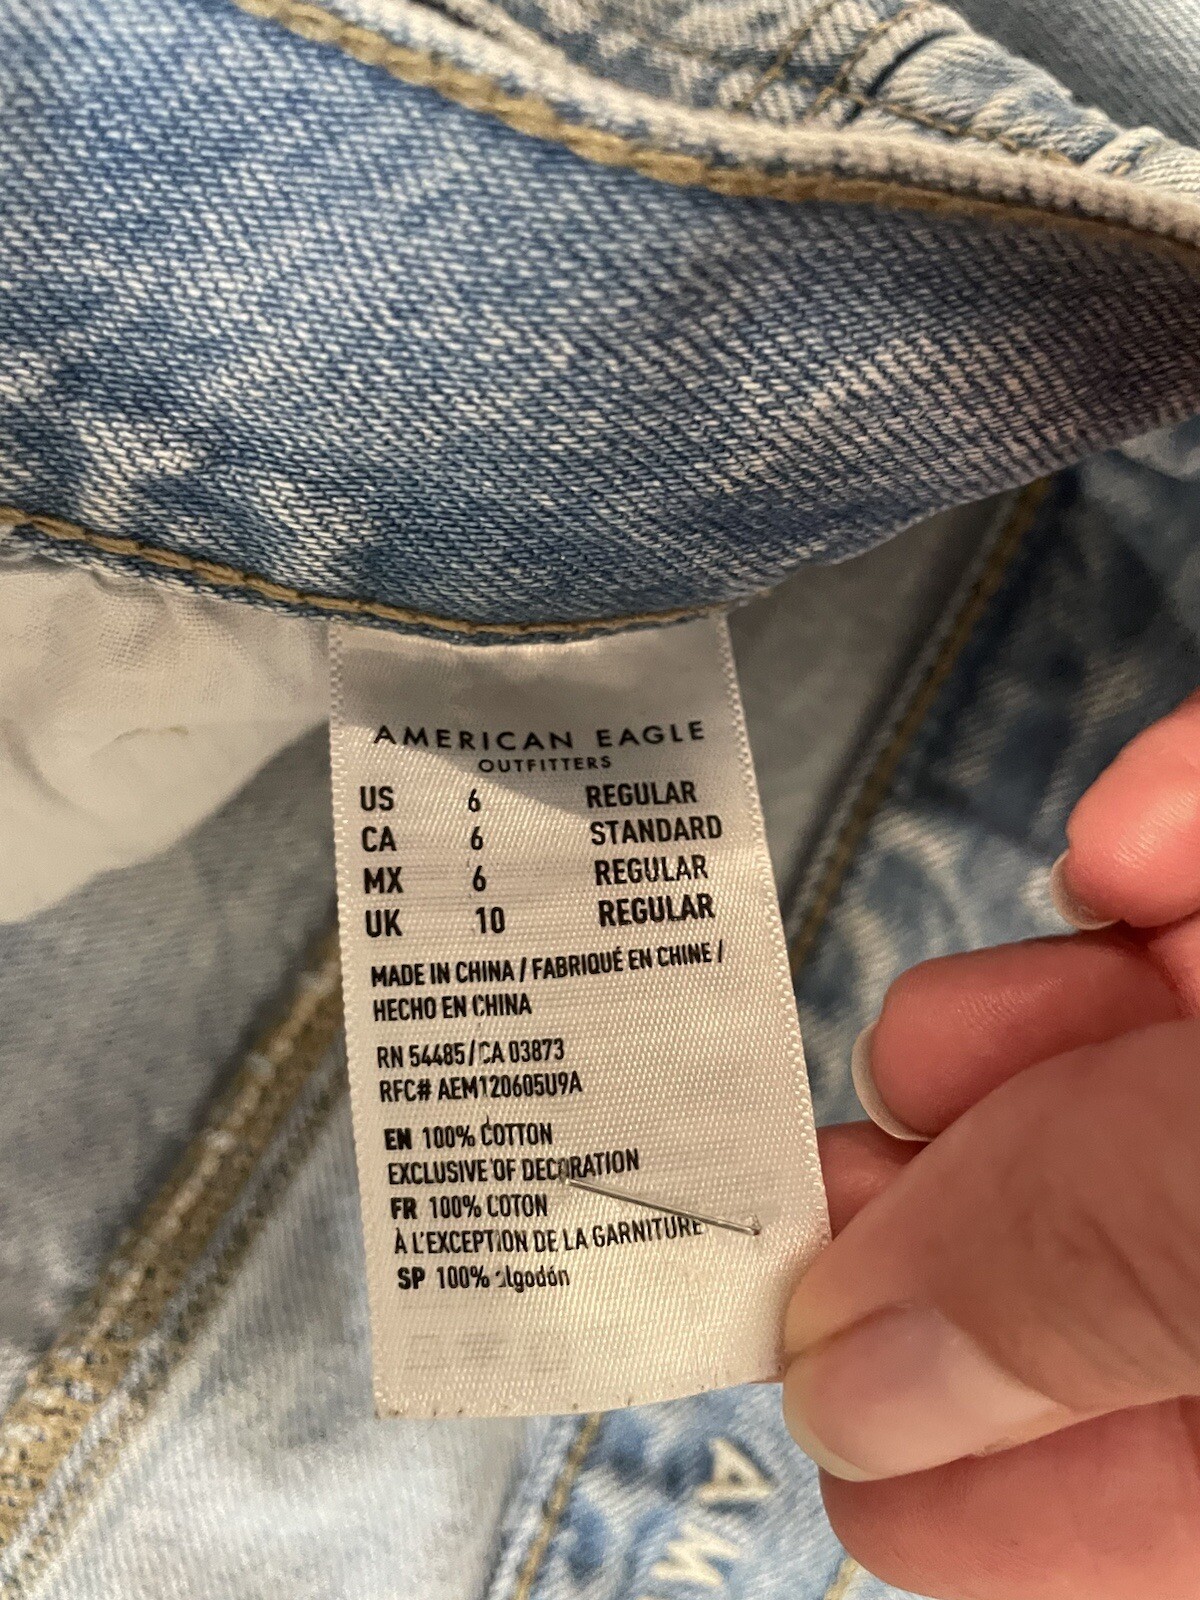 AMERICAN EAGLE
OUTFITTERS
US 6 REGULAR
CA 6 STANDARD
MX 6 REGULAR
UK 10 REGULAR
MADE IN CHINA / FABRIQUÉ EN CHINE /
HECHO EN CHINA
RN 54485/CA 03873
RFC# AEM120605U9A
EN 100% COTTON
EXCLUSIVE OF DECORATION
FR 100% COTON
À L'EXCEPTION DE LA GARNITURE
SP 100% algodón
AM